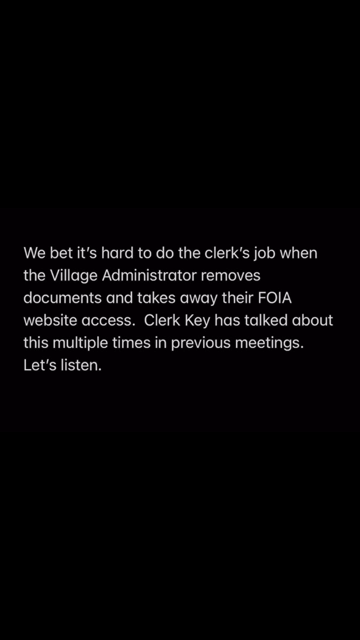 We bet it’s hard to do the clerk’s job when
the Village Administrator removes
documents and takes away their FOIA
website access.  Clerk Key has talked about
this multiple times in previous meetings.
Let’s listen.